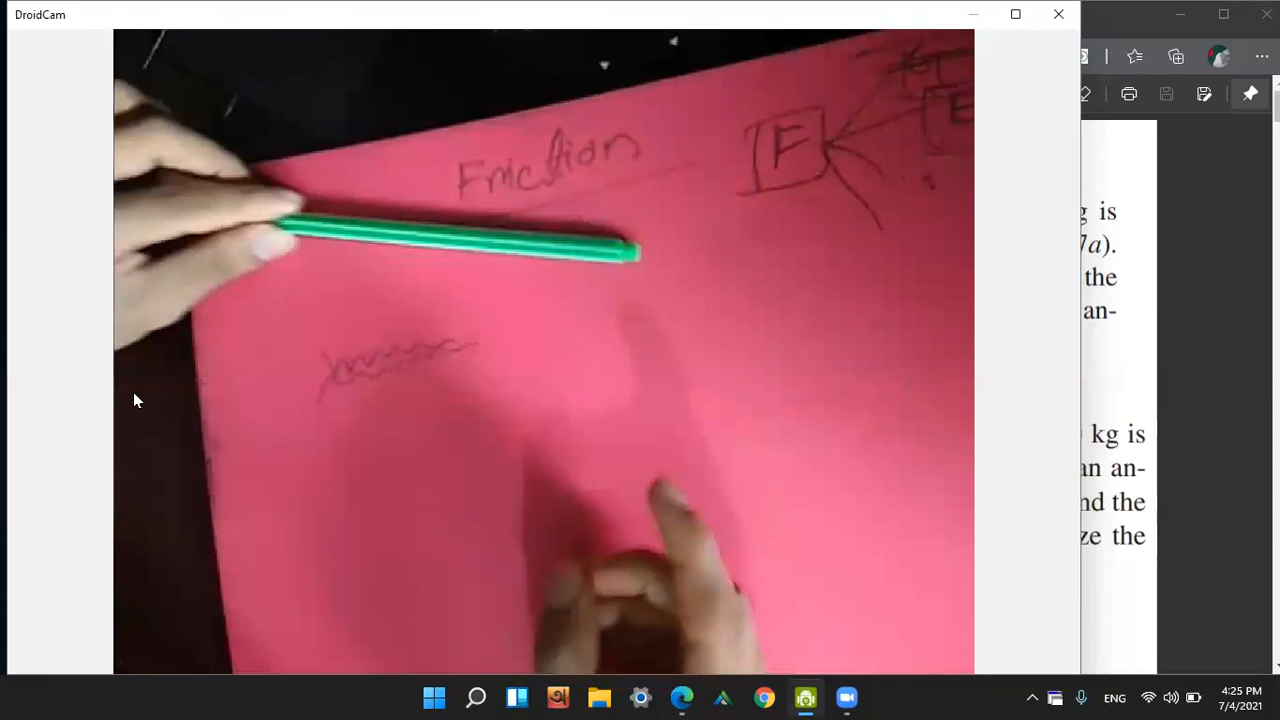 DroidCam
Friction
F
E
g is
7a).
the
an-
kg is
an an-
nd the
ze the
ENG
4:25 PM
7/4/2021